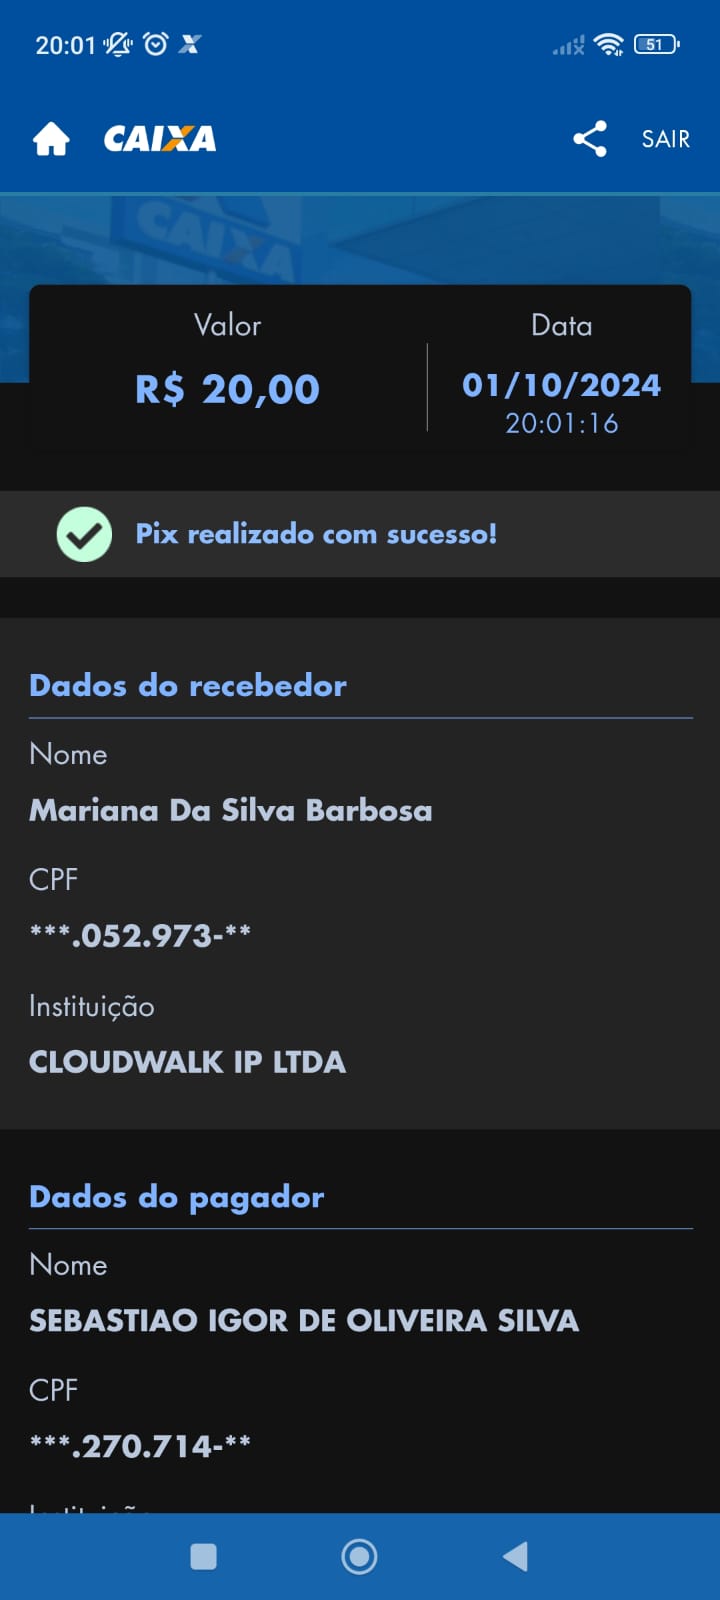 20:01
51
CAIXA
SAIR
CAIXA
Valor
Data
R$ 20,00
01/10/2024
20:01:16
Pix realizado com sucesso!
Dados do recebedor
Nome
Mariana Da Silva Barbosa
CPF
***.052.973-**
Instituição
CLOUDWALK IP LTDA
Dados do pagador
Nome
SEBASTIAO IGOR DE OLIVEIRA SILVA
CPF
***.270.714-**